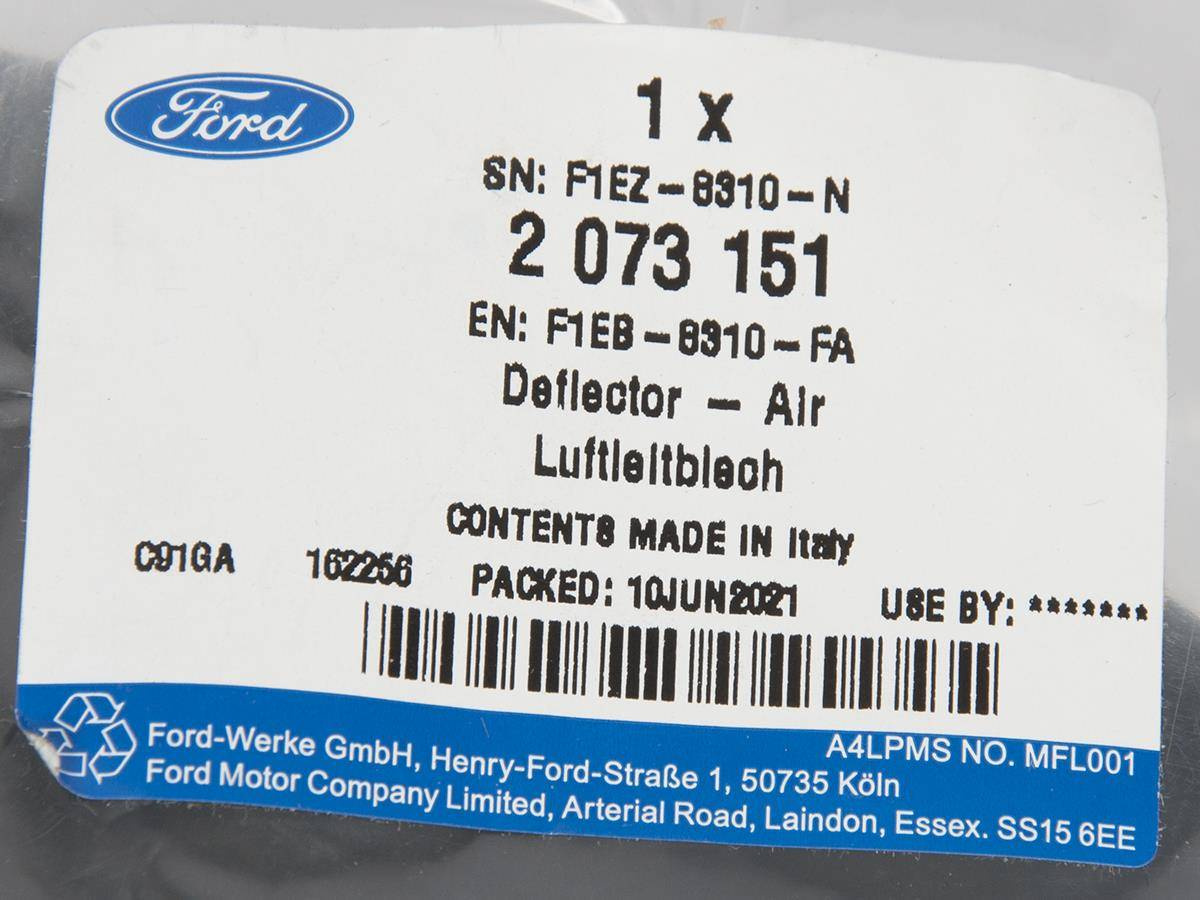 Ford
1 x
SN: F1EZ-8310-N
2 073 151
EN: F1EB-8310-FA
Deflector - Air
Luftleitblech
CONTENTS MADE IN Italy
C91GA 162256 PACKED: 10JUN2021 USE BY: *******
A4LPMS NO. MFL001
Ford-Werke GmbH, Henry-Ford-Straße 1, 50735 Köln
Ford Motor Company Limited, Arterial Road, Laindon, Essex. SS15 6EE